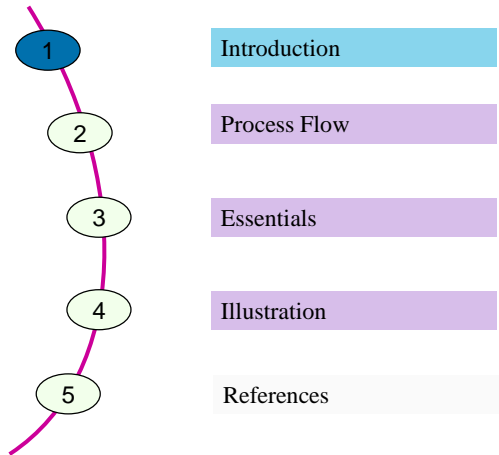 1 Introduction
2 Process Flow
3 Essentials
4 Illustration
5 References